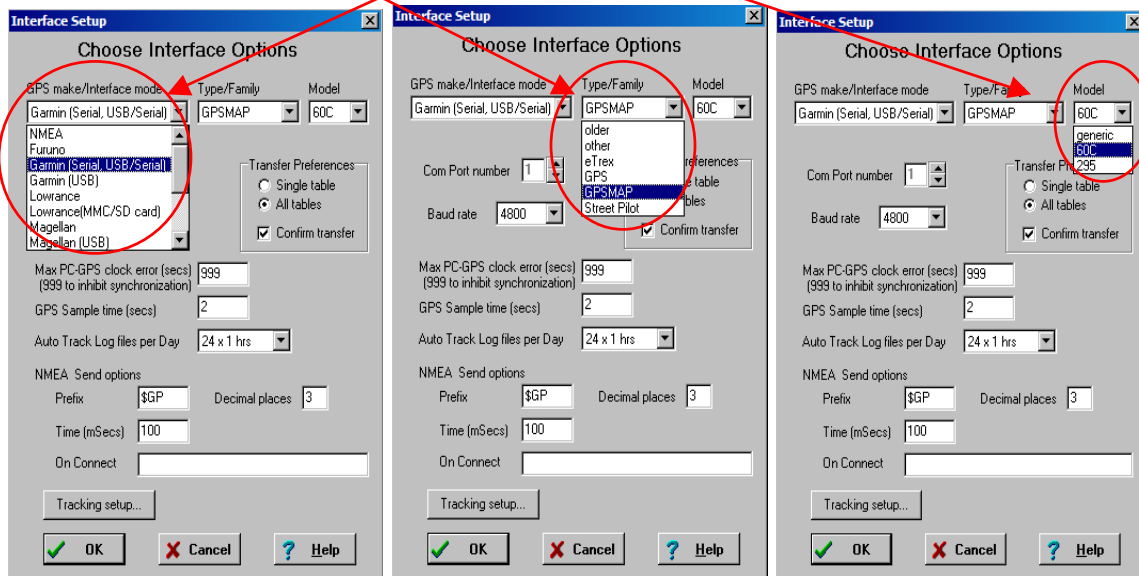 Interface Setup
Choose Interface Options
GPS make/Interface mode Type/Family Model
Garmin (Serial, USB/Serial) GPSMAP 60C
NMEA
Furuno
Garmin (Serial, USB/Serial)
Garmin (USB)
Lowrance
Lowrance(MMC/SD card)
Magellan
Magellan (USB)
Transfer Preferences
Single table
All tables
Confirm transfer
Max PC-GPS clock error (secs) 999
(999 to inhibit synchronization)
GPS Sample time (secs) 2
Auto Track Log files per Day 24 x 1 hrs
NMEA Send options
Prefix $GP Decimal places 3
Time (mSecs) 100
On Connect
Tracking setup...
OK Cancel Help
Interface Setup
Choose Interface Options
GPS make/Interface mode Type/Family Model
Garmin (Serial, USB/Serial) GPSMAP 60C
older
other
eTrex
GPS
GPSMAP
Street Pilot
Com Port number 1
Baud rate 4800
references
table
bles
Confirm transfer
Max PC-GPS clock error (secs) 999
(999 to inhibit synchronization)
GPS Sample time (secs) 2
Auto Track Log files per Day 24 x 1 hrs
NMEA Send options
Prefix $GP Decimal places 3
Time (mSecs) 100
On Connect
Tracking setup...
OK Cancel Help
Interface Setup
Choose Interface Options
GPS make/Interface mode Type/Family Model
Garmin (Serial, USB/Serial) GPSMAP 60C
generic
60C
295
Com Port number 1
Baud rate 4800
Transfer Pr
Single table
All tables
Confirm transfer
Max PC-GPS clock error (secs) 999
(999 to inhibit synchronization)
GPS Sample time (secs) 2
Auto Track Log files per Day 24 x 1 hrs
NMEA Send options
Prefix $GP Decimal places 3
Time (mSecs) 100
On Connect
Tracking setup...
OK Cancel Help